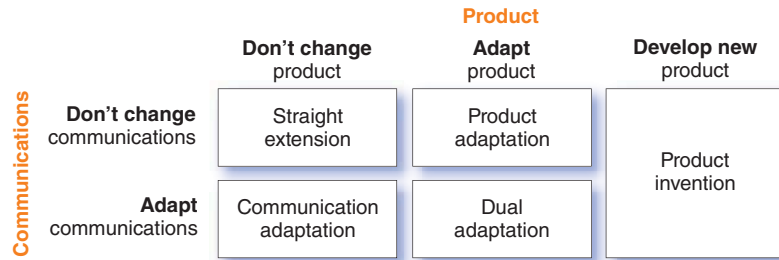 Product
Don't change
product
Adapt
product
Develop new
product
Communications
Don't change
communications
Straight
extension
Product
adaptation
Product
invention
Adapt
communications
Communication
adaptation
Dual
adaptation